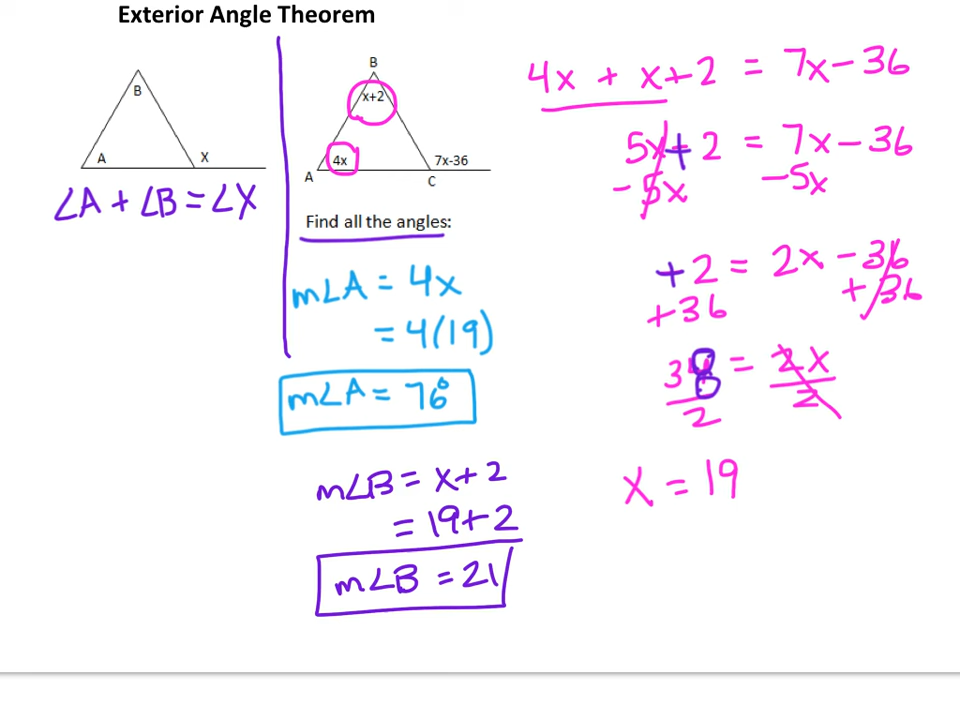 Exterior Angle Theorem
B
A
X
∠A + ∠B = ∠X
B
x+2
4x
7x-36
A
C
Find all the angles:
m∠A = 4x
= 4(19)
m∠A = 76°
m∠B = x + 2
= 19 + 2
m∠B = 21
4x + x + 2 = 7x - 36
5x + 2 = 7x - 36
- 5x - 5x
+ 2 = 2x - 36
+ 36 + 36
38 = 2x
2 2
x = 19